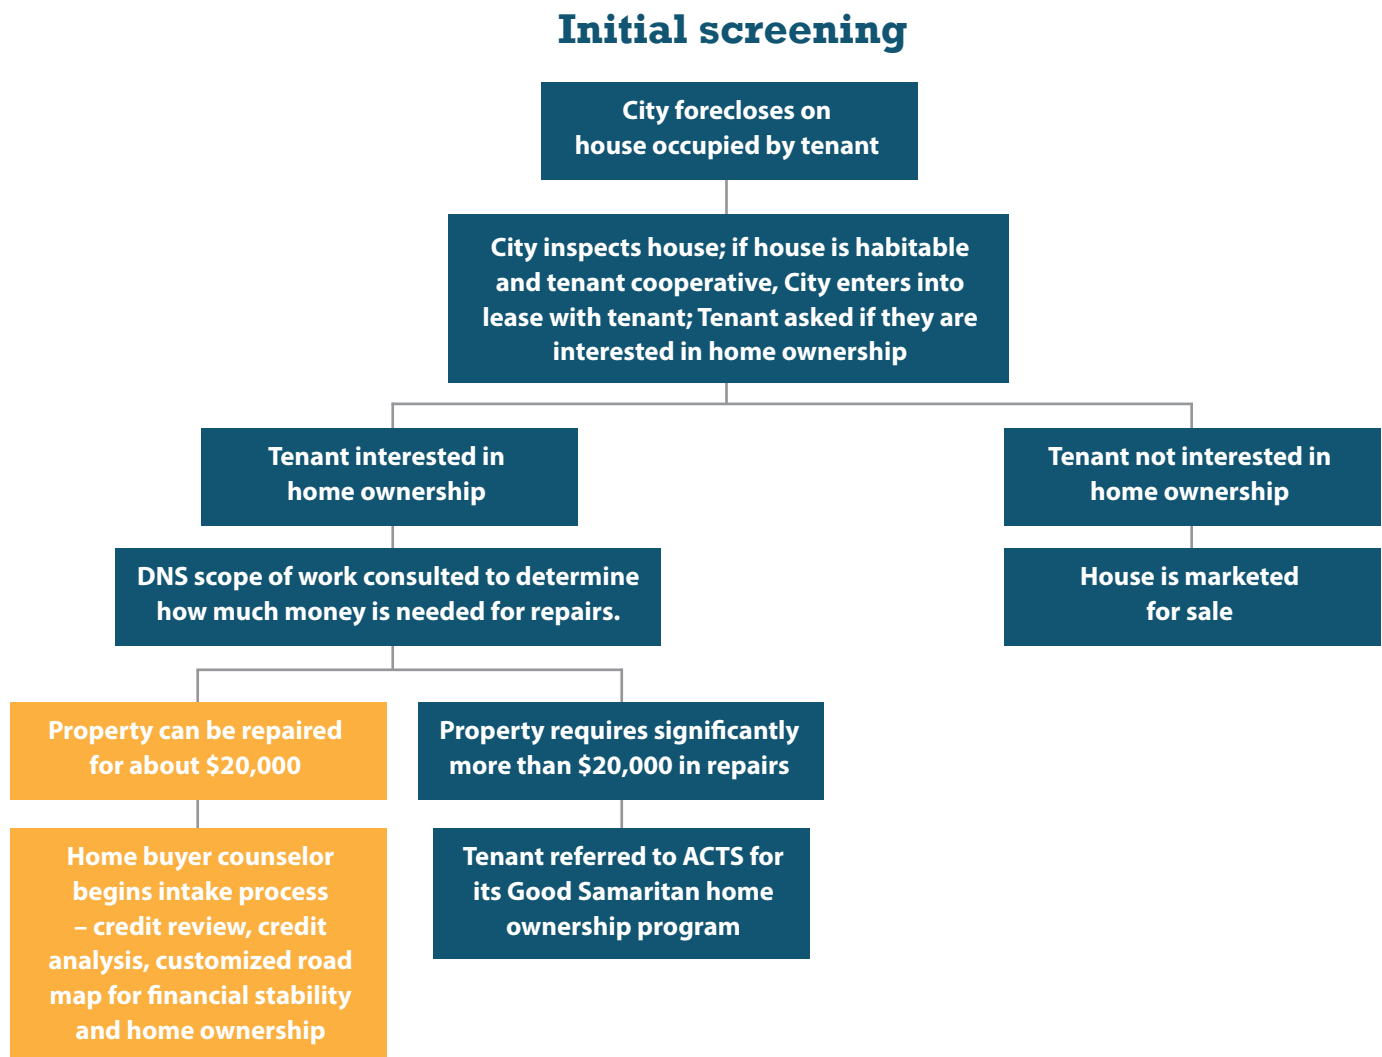 Initial screening
City forecloses on
house occupied by tenant
City inspects house; if house is habitable
and tenant cooperative, City enters into
lease with tenant; Tenant asked if they are
interested in home ownership
Tenant interested in
home ownership
Tenant not interested in
home ownership
DNS scope of work consulted to determine
how much money is needed for repairs.
House is marketed
for sale
Property can be repaired
for about $20,000
Property requires significantly
more than $20,000 in repairs
Home buyer counselor
begins intake process
– credit review, credit
analysis, customized road
map for financial stability
and home ownership
Tenant referred to ACTS for
its Good Samaritan home
ownership program